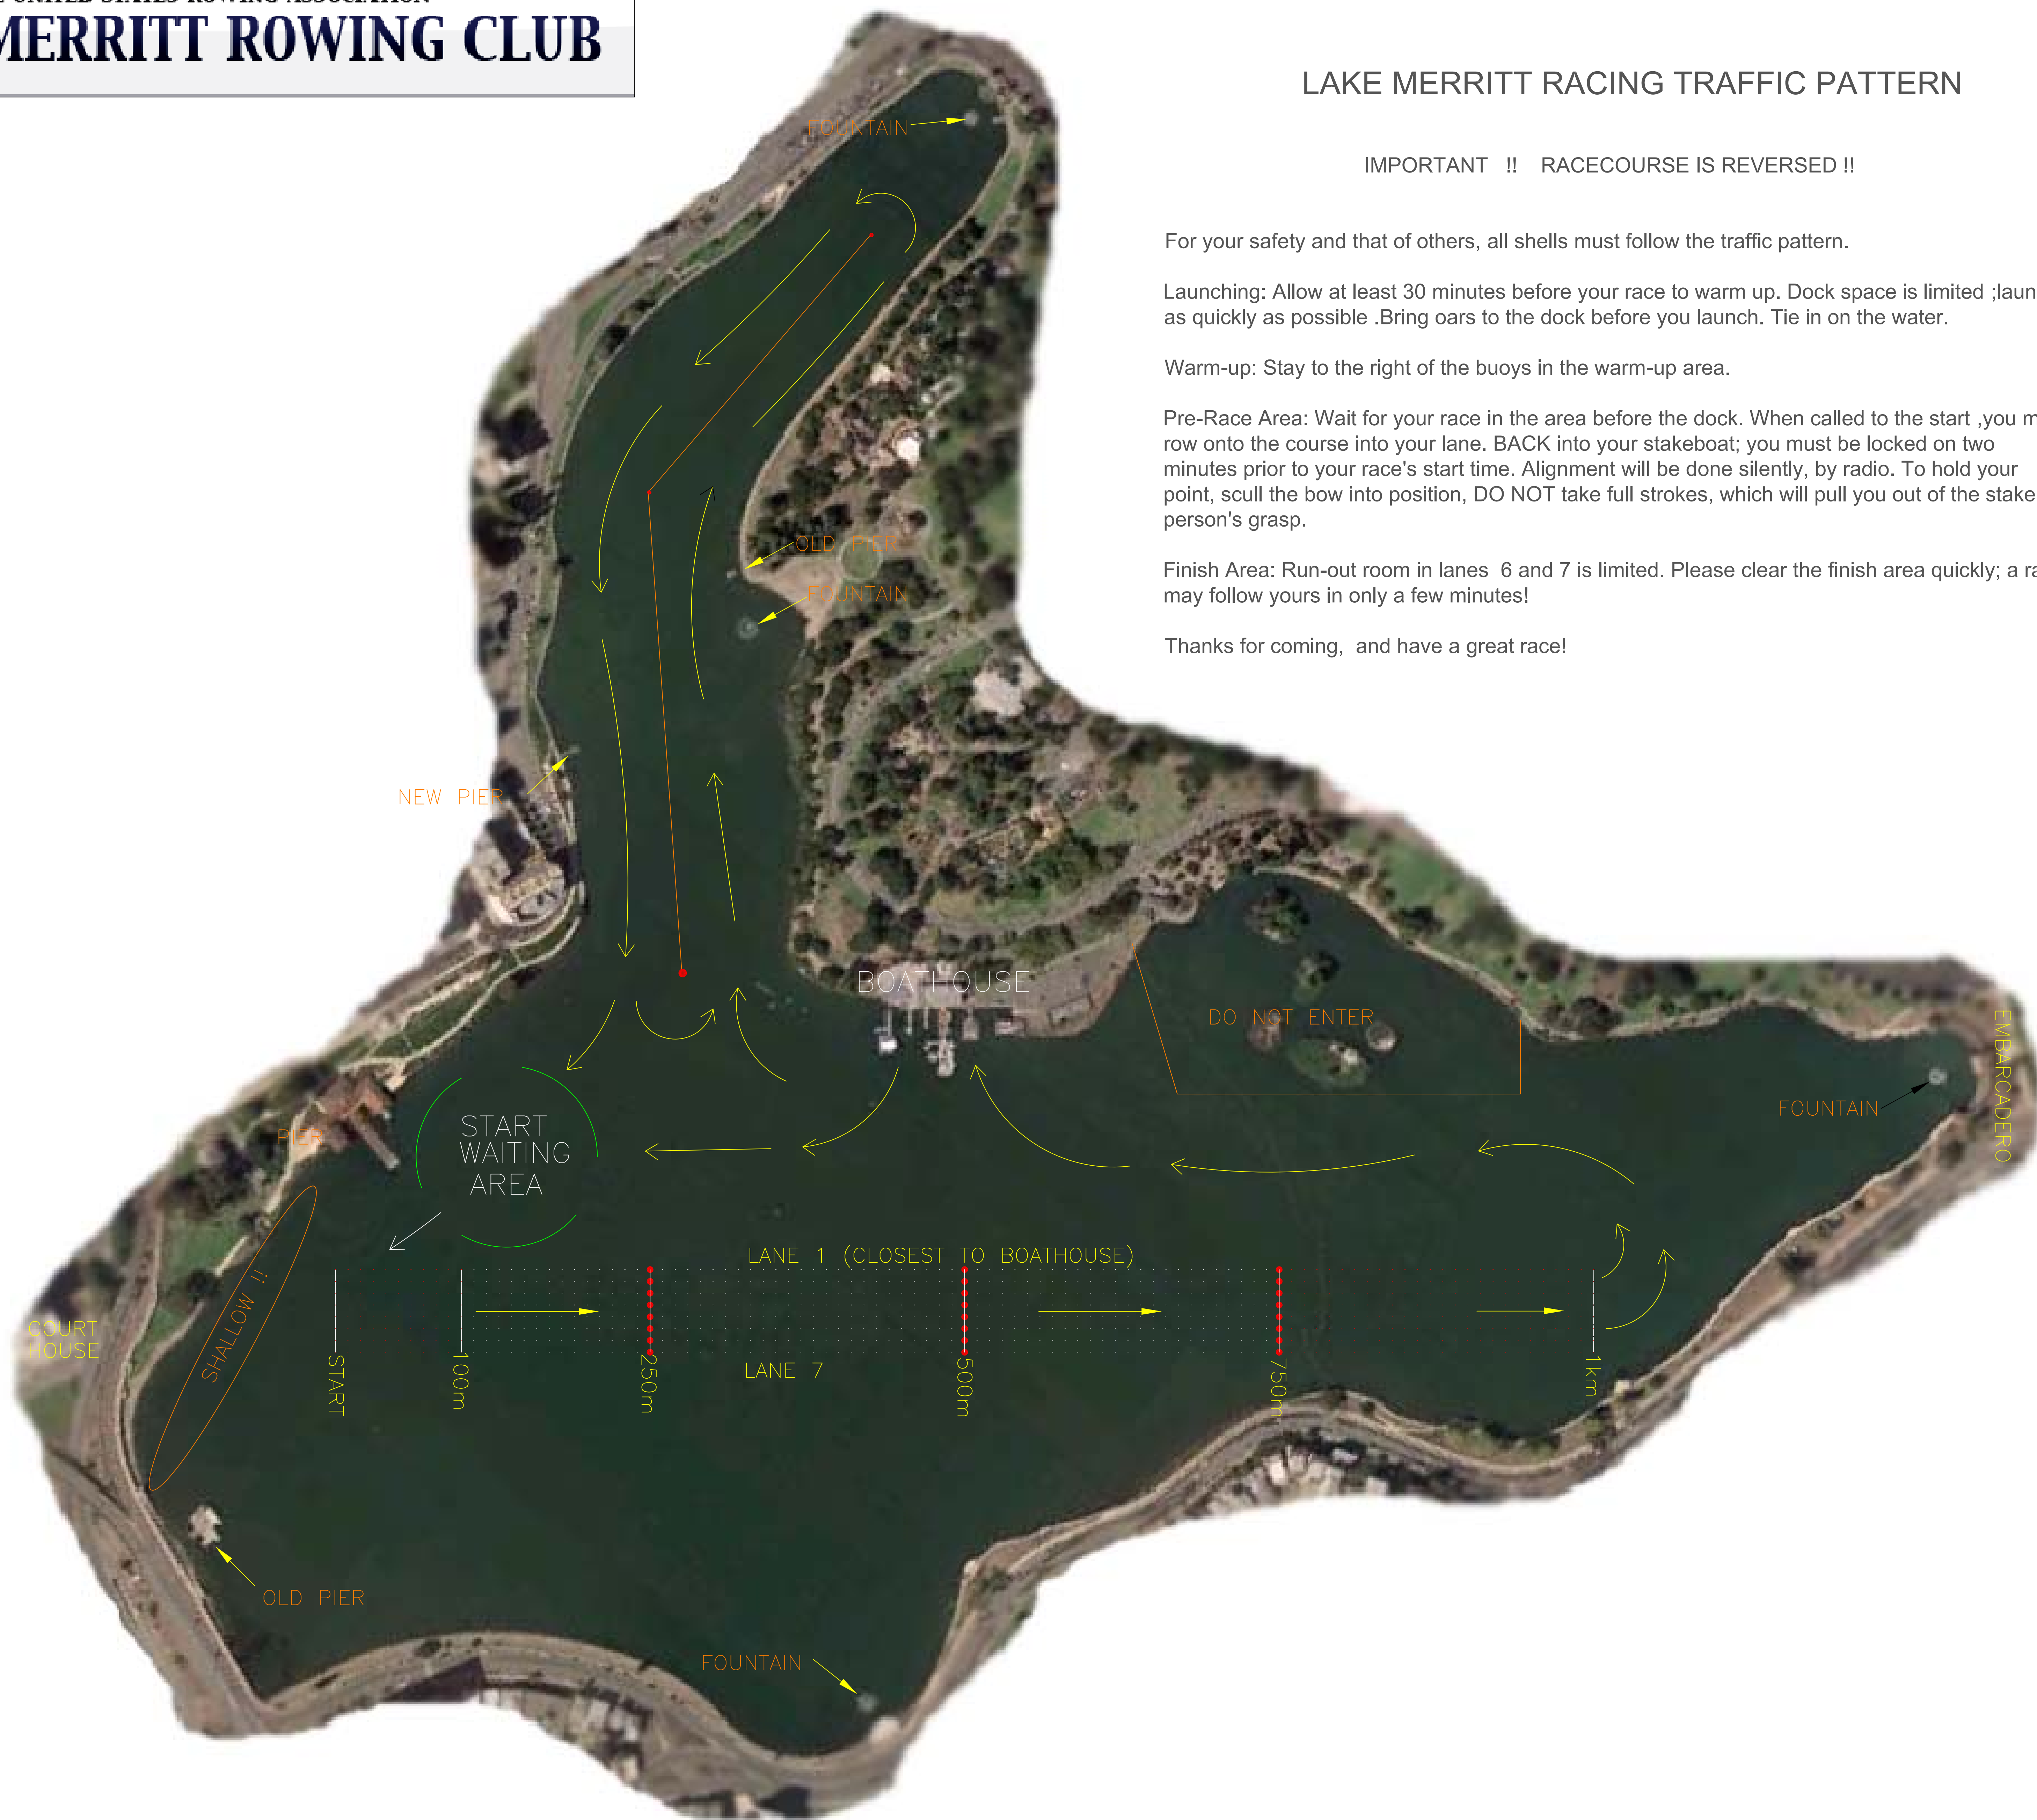 UNITED STATES ROWING ASSOCIATION
MERRITT ROWING CLUB
LAKE MERRITT RACING TRAFFIC PATTERN
IMPORTANT !! RACECOURSE IS REVERSED !!
For your safety and that of others, all shells must follow the traffic pattern.
Launching: Allow at least 30 minutes before your race to warm up. Dock space is limited ;laun
as quickly as possible .Bring oars to the dock before you launch. Tie in on the water.
Warm-up: Stay to the right of the buoys in the warm-up area.
Pre-Race Area: Wait for your race in the area before the dock. When called to the start ,you m
row onto the course into your lane. BACK into your stakeboat; you must be locked on two
minutes prior to your race's start time. Alignment will be done silently, by radio. To hold your
point, scull the bow into position, DO NOT take full strokes, which will pull you out of the stake
person's grasp.
Finish Area: Run-out room in lanes 6 and 7 is limited. Please clear the finish area quickly; a ra
may follow yours in only a few minutes!
Thanks for coming, and have a great race!
FOUNTAIN
OLD PIER
FOUNTAIN
NEW PIER
BOATHOUSE
DO NOT ENTER
EMBARCADERO
FOUNTAIN
START
WAITING
AREA
PIER
LANE 1 (CLOSEST TO BOATHOUSE)
SHALLOW !!
COURT
HOUSE
START
100m
250m
LANE 7
500m
750m
1km
OLD PIER
FOUNTAIN